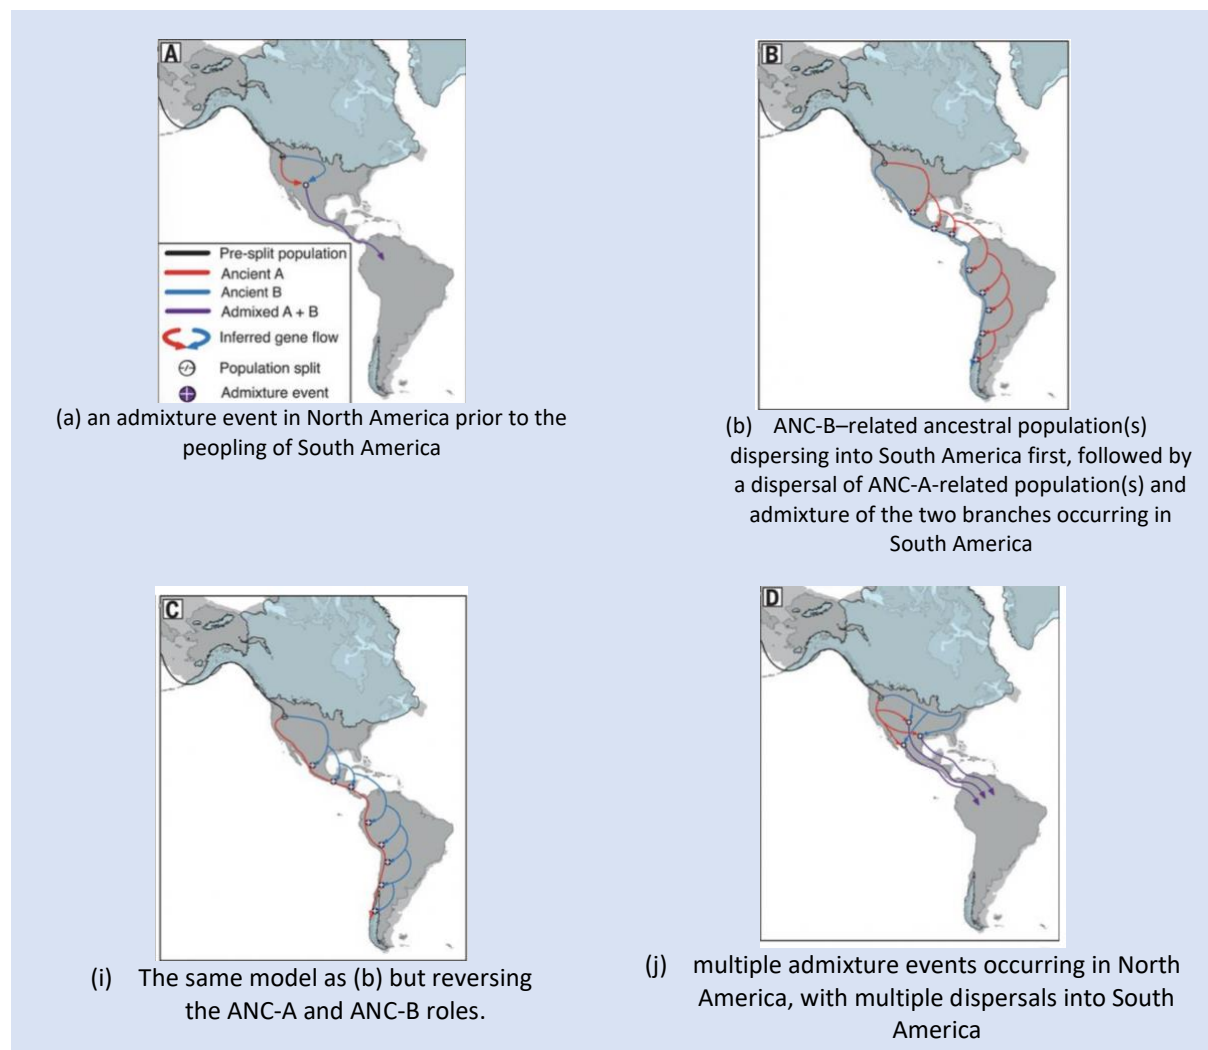 A
Pre-split population
Ancient A
Ancient B
Admixed A + B
Inferred gene flow
Population split
Admixture event
(a) an admixture event in North America prior to the
peopling of South America
B
(b) ANC-B–related ancestral population(s)
dispersing into South America first, followed by
a dispersal of ANC-A-related population(s) and
admixture of the two branches occurring in
South America
C
(i) The same model as (b) but reversing
the ANC-A and ANC-B roles.
D
(j) multiple admixture events occurring in North
America, with multiple dispersals into South
America